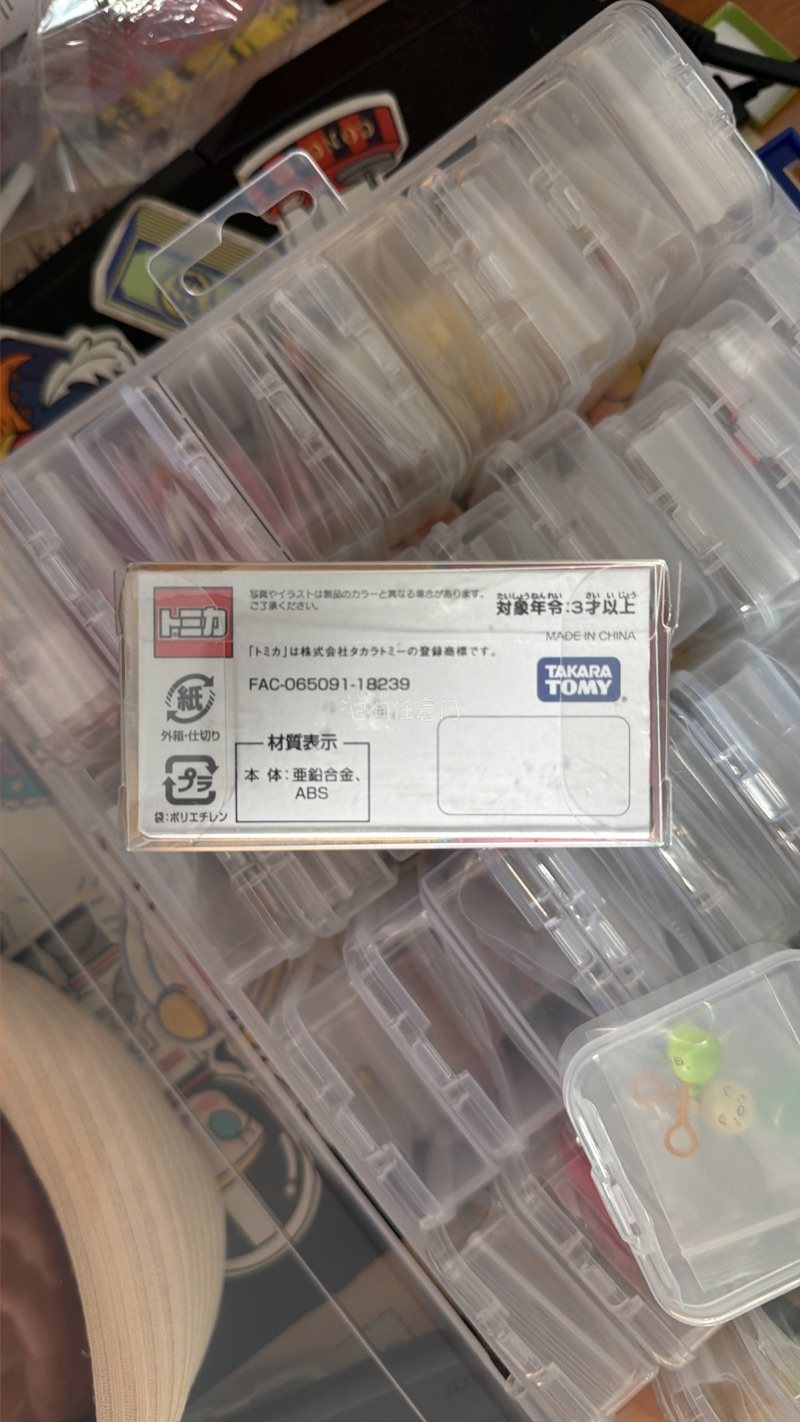 トミカ
写真やイラストは製品のカラーと異なる場合があります。
ご了承ください。
たいしょうねんれい さい い じょう
対象年令:3才以上
MADE IN CHINA
「トミカ」は株式会社タカラトミーの登録商標です。
FAC-065091-18239
TAKARA
TOMY
紙
外箱・仕切り
プラ
袋:ポリエチレン
材質表示
本 体:亜鉛合金、
ABS